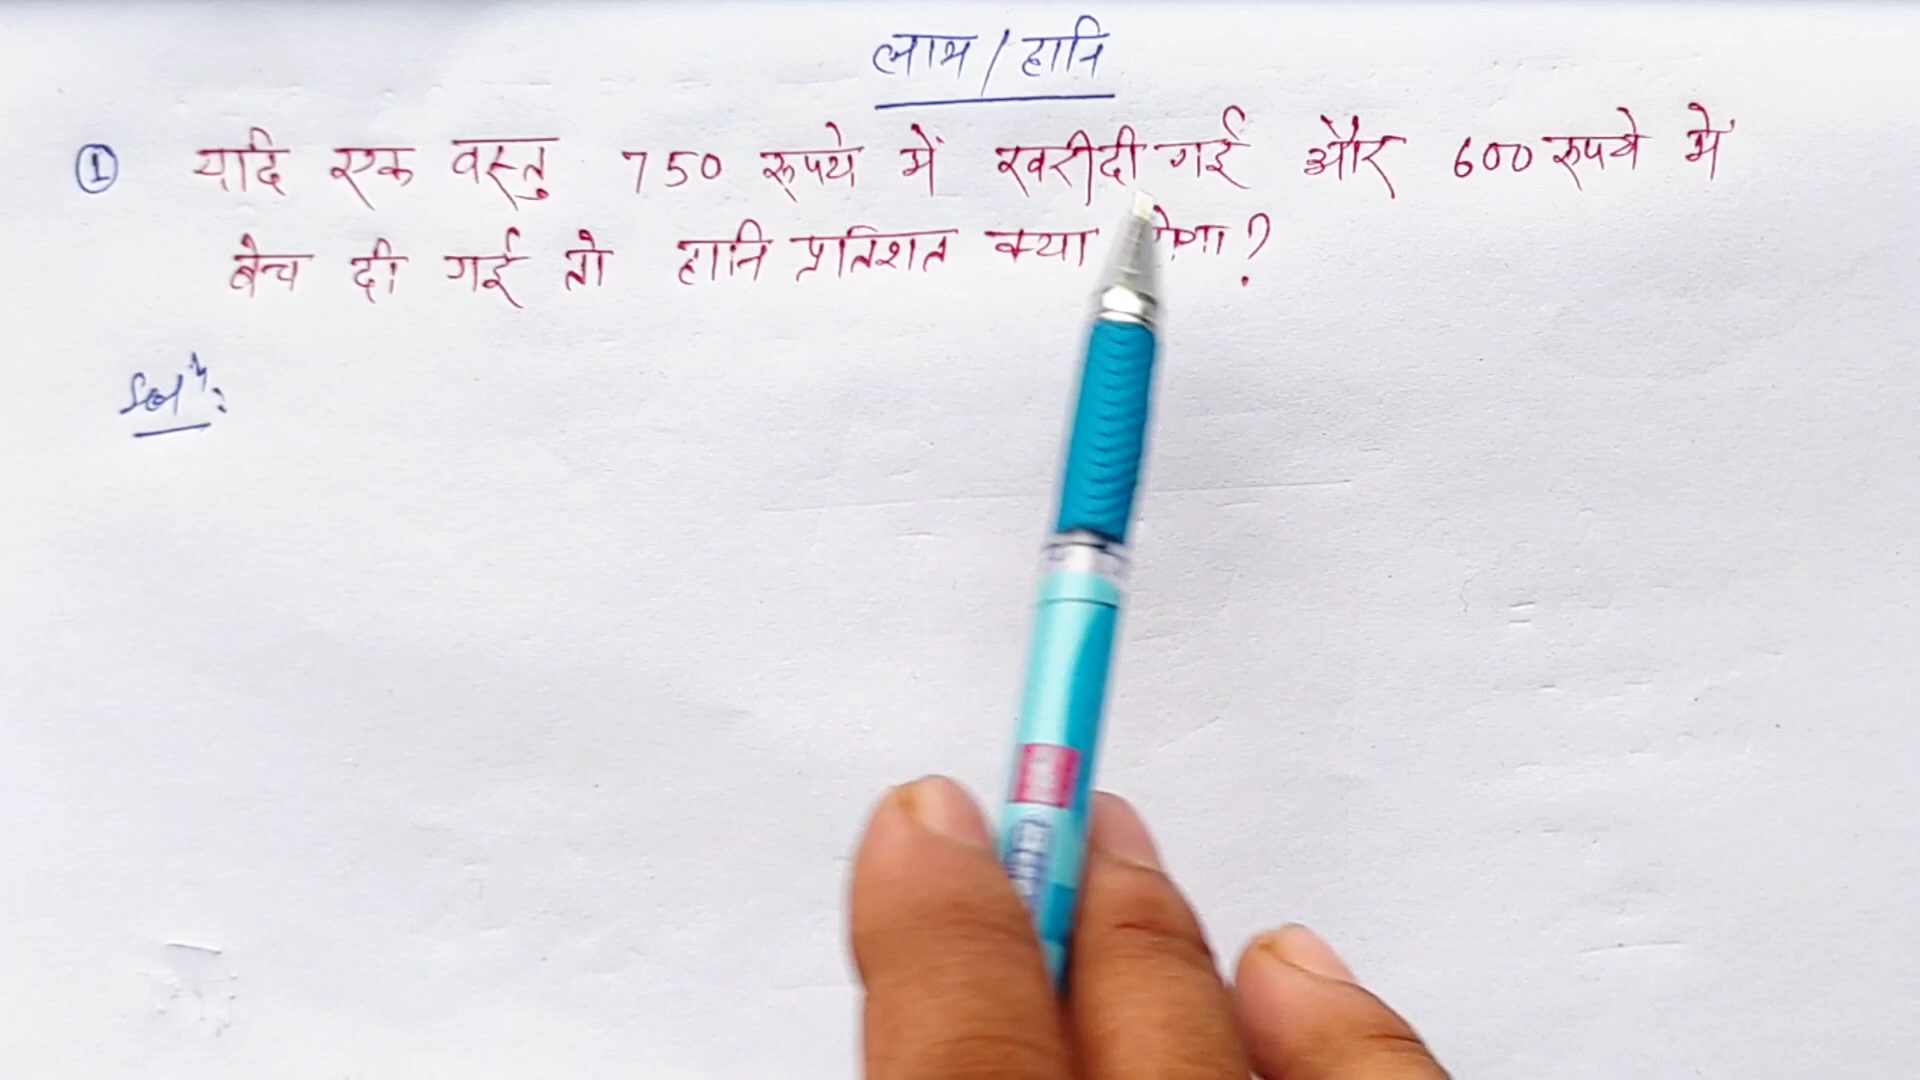 लाभ / हानि
① यदि एक वस्तु 750 रूपये में खरीदी गई और 600 रूपये में
बेच दी गई तो हानि प्रतिशत क्या ?
Solⁿ: